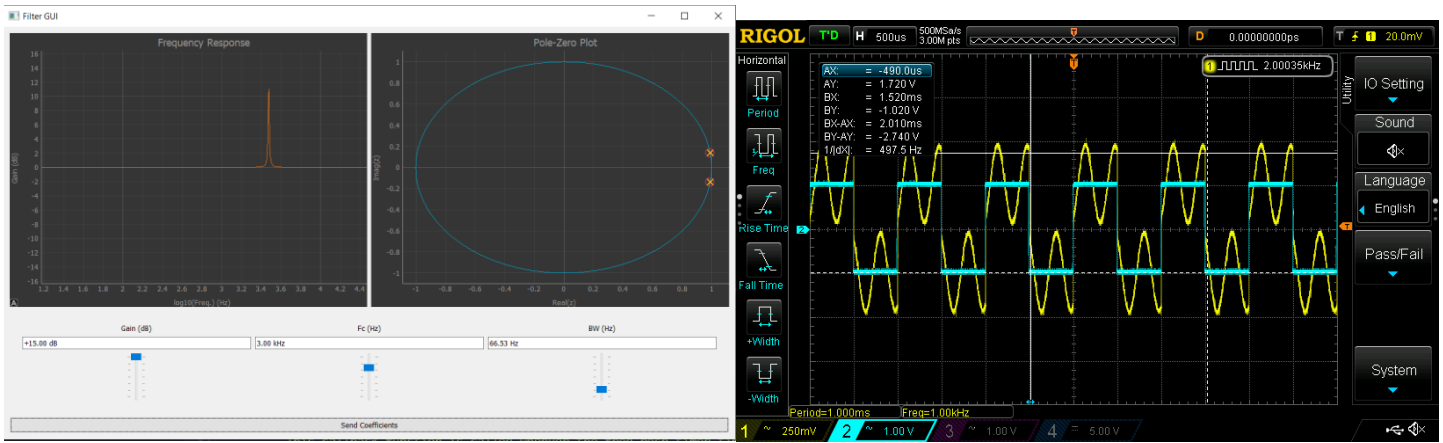 Filter GUI
Frequency Response
16
14
12
10
8
6
4
2
0
-2
-4
-6
-8
-10
-12
-14
-16
Gain (dB)
1.2 1.4 1.6 1.8 2 2.2 2.4 2.6 2.8 3 3.2 3.4 3.6 3.8 4 4.2 4.4
log10(Freq.) (Hz)
A
Pole-Zero Plot
1
0.8
0.6
0.4
0.2
0
-0.2
-0.4
-0.6
-0.8
-1
Imag(z)
-1 -0.8 -0.6 -0.4 -0.2 0 0.2 0.4 0.6 0.8 1
Real(z)
Gain (dB) Fc (Hz) BW (Hz)
+15.00 dB 3.00 kHz 66.53 Hz
Send Coefficients
RIGOL T'D H 500us 500MSa/s D 0.00000000ps T 1 20.0mV
3.00M pts
Horizontal
Period
Freq
Rise Time
Fall Time
+Width
-Width
AX: = -490.0us
AY: = 1.720 V
BX: = 1.520ms
BY: = -1.020 V
BX-AX: = 2.010ms
BY-AY: = -2.740 V
1/|dX|: = 497.5 Hz
1 2.00035kHz
T
2
T
Utility
IO Setting
Sound
Language
English
Pass/Fail
System
Period=1.000ms Freq=1.00kHz
1 ~ 250mV 2 ~ 1.00 V 3 ~ 1.00 V 4 = 5.00 V